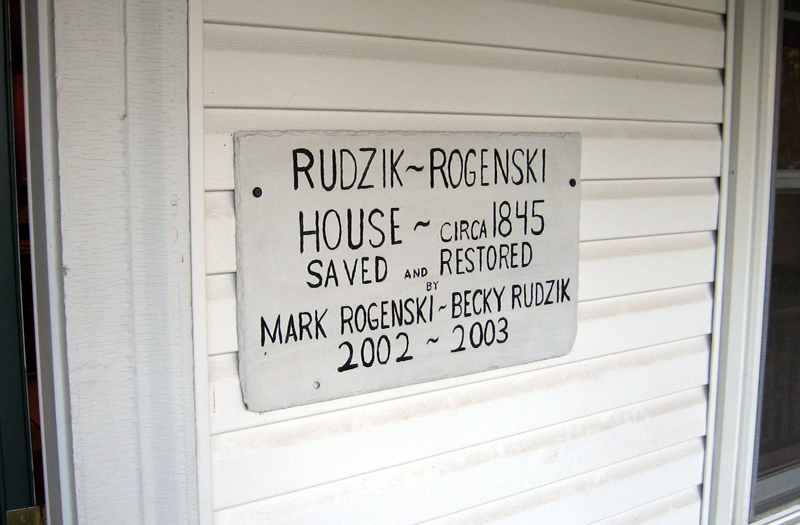 RUDZIK~ROGENSKI
HOUSE ~ CIRCA 1845
SAVED AND RESTORED
BY
MARK ROGENSKI~BECKY RUDZIK
2002 ~ 2003